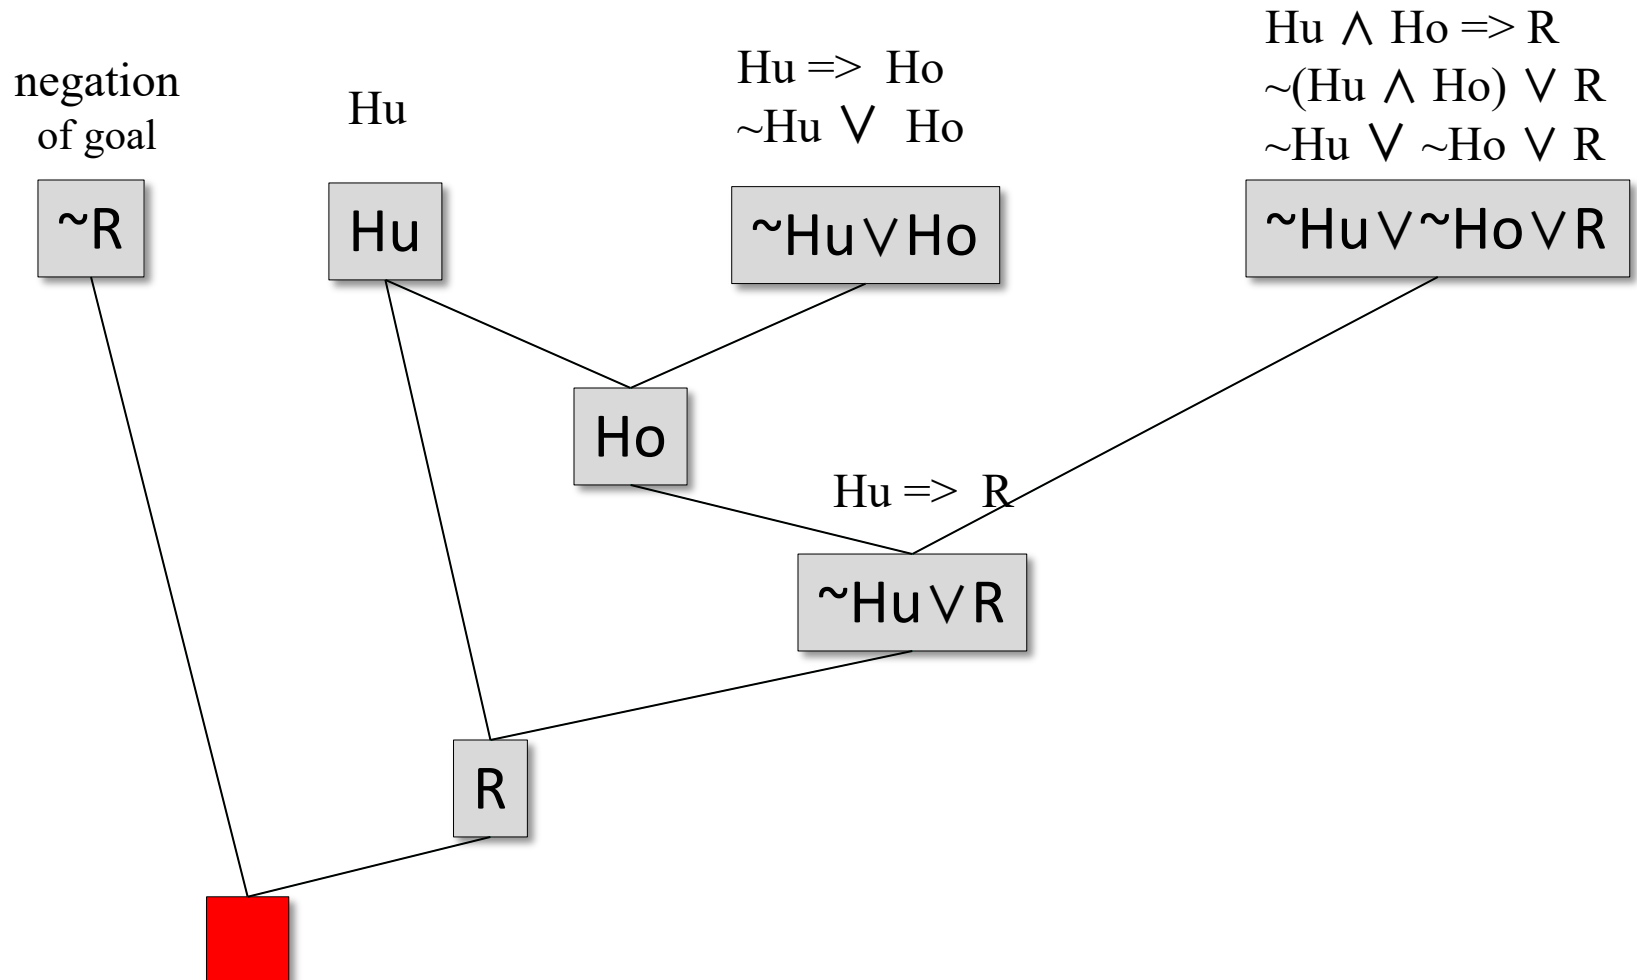 negation
of goal
Hu
Hu => Ho
~Hu ∨ Ho
Hu ∧ Ho => R
~(Hu ∧ Ho) ∨ R
~Hu ∨ ~Ho ∨ R
~R
Hu
~Hu∨Ho
~Hu∨~Ho∨R
Ho
Hu => R
~Hu∨R
R